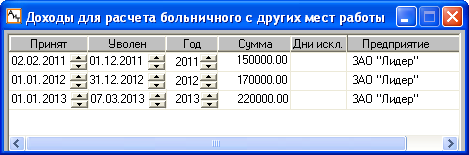 Доходы для расчета больничного с других мест работы
Принят Уволен Год Сумма Дни искл. Предприятие
02.02.2011 01.12.2011 2011 150000.00 ЗАО "Лидер"
01.01.2012 31.12.2012 2012 170000.00 ЗАО "Лидер"
01.01.2013 07.03.2013 2013 220000.00 ЗАО "Лидер"